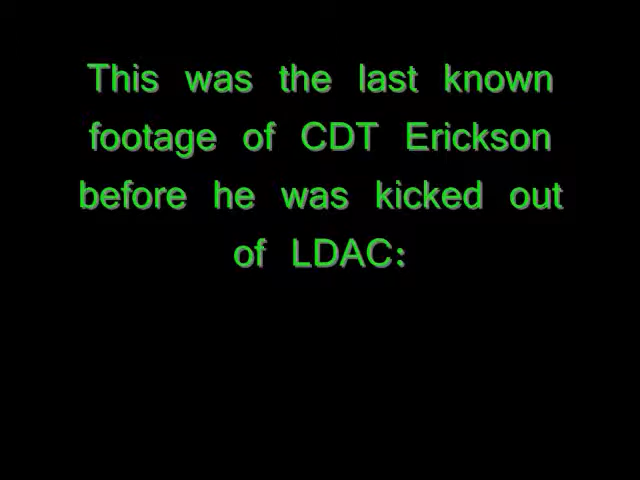 This was the last known
footage of CDT Erickson
before he was kicked out
of LDAC: